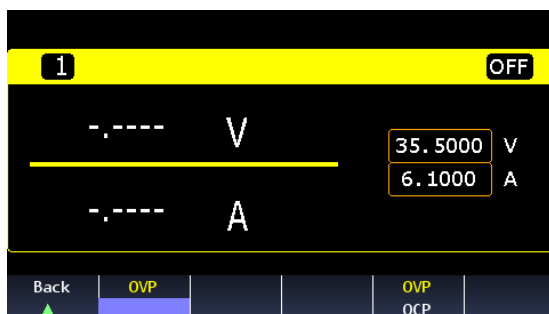 1 OFF
-.---- V
35.5000 V
6.1000 A
-.---- A
Back OVP OVP
OCP